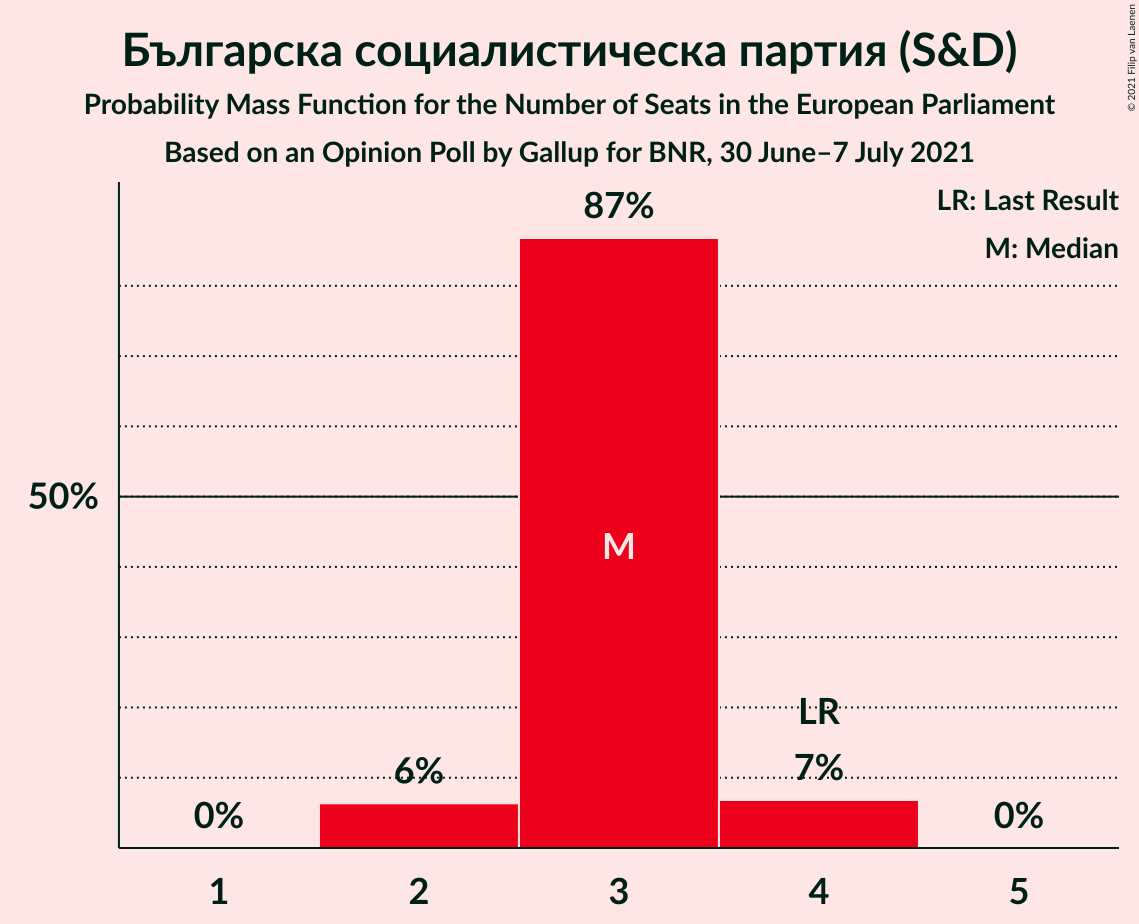 Българска социалистическа партия (S&D)
Probability Mass Function for the Number of Seats in the European Parliament
Based on an Opinion Poll by Gallup for BNR, 30 June–7 July 2021
© 2021 Filip van Laenen
LR: Last Result
M: Median
87%
50%
M
LR
6%
7%
0%
0%
1
2
3
4
5